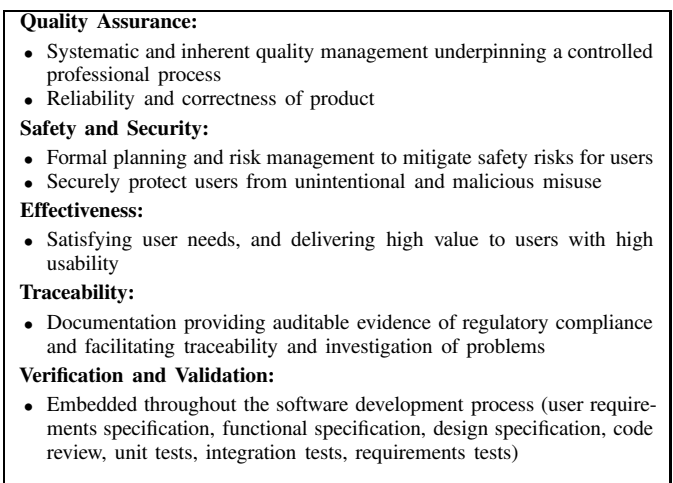 Quality Assurance:
• Systematic and inherent quality management underpinning a controlled
professional process
• Reliability and correctness of product
Safety and Security:
• Formal planning and risk management to mitigate safety risks for users
• Securely protect users from unintentional and malicious misuse
Effectiveness:
• Satisfying user needs, and delivering high value to users with high
usability
Traceability:
• Documentation providing auditable evidence of regulatory compliance
and facilitating traceability and investigation of problems
Verification and Validation:
• Embedded throughout the software development process (user require-
ments specification, functional specification, design specification, code
review, unit tests, integration tests, requirements tests)